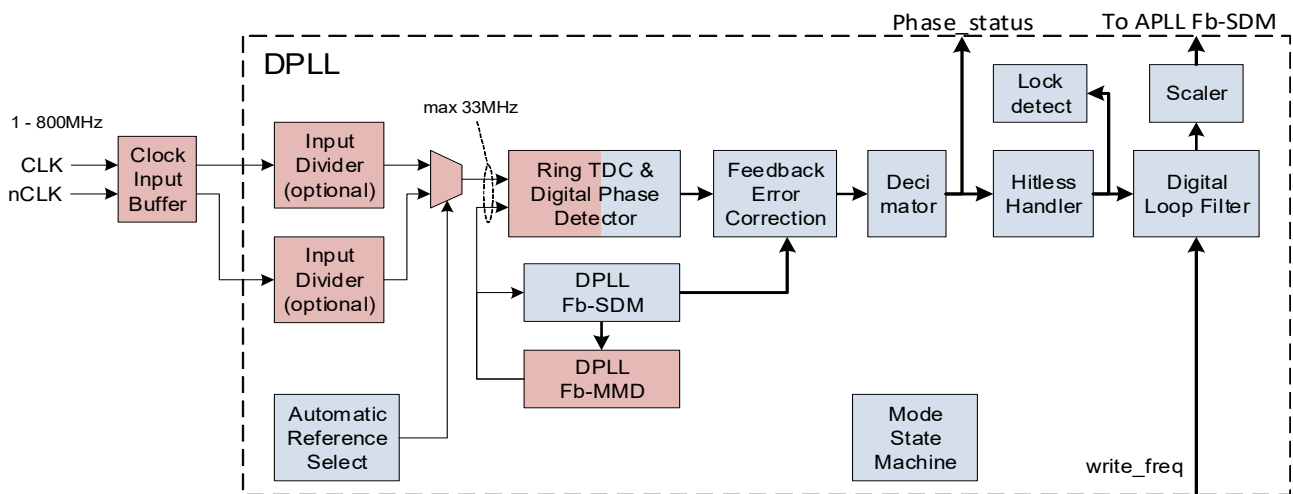 Phase_status
To APLL Fb-SDM
DPLL
max 33MHz
Lock
detect
Scaler
1 - 800MHz
CLK
nCLK
Clock
Input
Buffer
Input
Divider
(optional)
Ring TDC &
Digital Phase
Detector
Feedback
Error
Correction
Deci
mator
Hitless
Handler
Digital
Loop Filter
Input
Divider
(optional)
DPLL
Fb-SDM
DPLL
Fb-MMD
Automatic
Reference
Select
Mode
State
Machine
write_freq